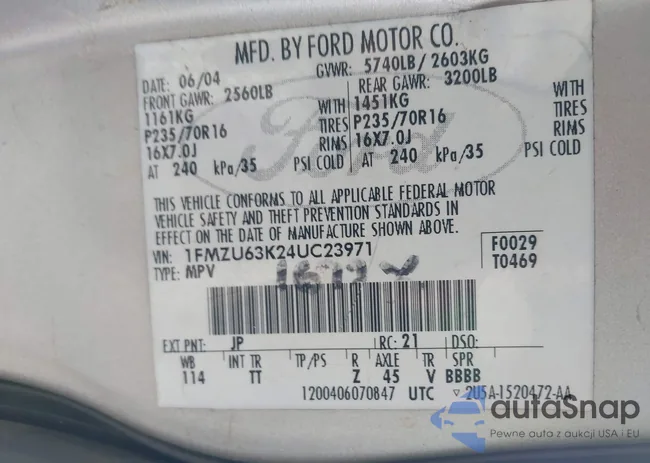 MFD. BY FORD MOTOR CO.
DATE: 06/04 GVWR: 5740LB / 2603KG
FRONT GAWR: 2560LB REAR GAWR: 3200LB
1161KG WITH 1451KG WITH
P235/70R16 TIRES P235/70R16 TIRES
16X7.0J RIMS 16X7.0J RIMS
AT 240 kPa/35 PSI COLD AT 240 kPa/35 PSI COLD
Ford
THIS VEHICLE CONFORMS TO ALL APPLICABLE FEDERAL MOTOR
VEHICLE SAFETY AND THEFT PREVENTION STANDARDS IN
EFFECT ON THE DATE OF MANUFACTURE SHOWN ABOVE.
VIN: 1FMZU63K24UC23971 F0029
TYPE: MPV T0469
EXT PNT: JP RC: 21 DSO:
WB INT TR TP/PS R AXLE TR SPR
114 TT Z 45 V BBBB
1200406070847 UTC ▽ 2U5A-1520472-AA
autoSnap
Pewne auto z aukcji USA i EU